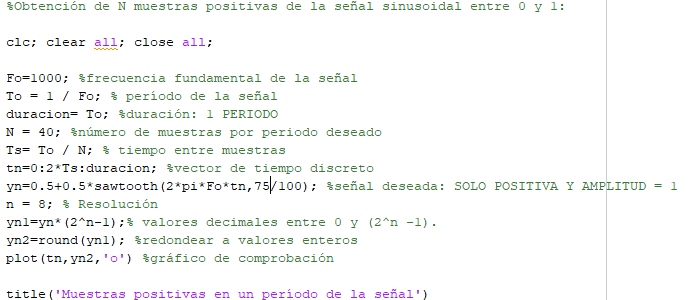 %Obtención de N muestras positivas de la señal sinusoidal entre 0 y 1:
clc; clear all; close all;
Fo=1000; %frecuencia fundamental de la señal
To = 1 / Fo; % período de la señal
duracion= To; %duración: 1 PERIODO
N = 40; %número de muestras por periodo deseado
Ts= To / N; % tiempo entre muestras
tn=0:2*Ts:duracion; %vector de tiempo discreto
yn=0.5+0.5*sawtooth(2*pi*Fo*tn,75/100); %señal deseada: SOLO POSITIVA Y AMPLITUD = 1
n = 8; % Resolución
yn1=yn*(2^n-1);% valores decimales entre 0 y (2^n -1).
yn2=round(yn1); %redondear a valores enteros
plot(tn,yn2,'o') %gráfico de comprobación
title('Muestras positivas en un período de la señal')